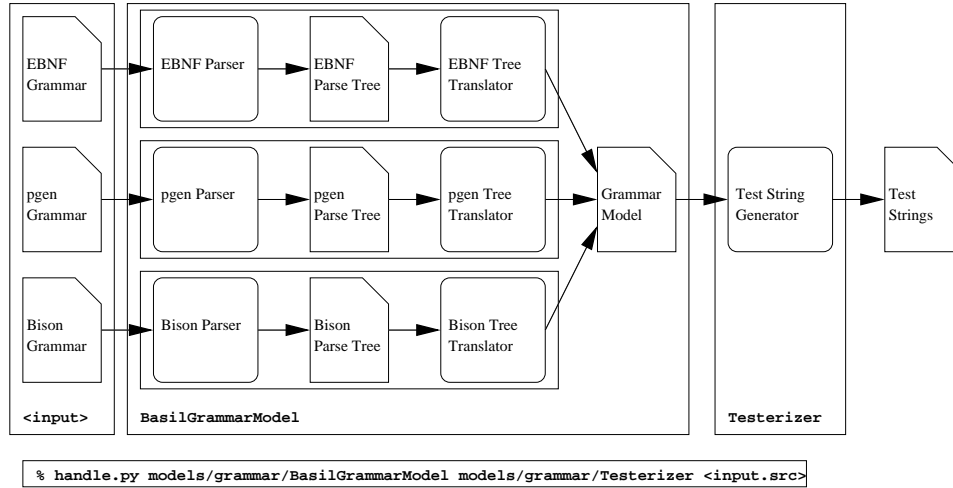 EBNF
Grammar
EBNF Parser
EBNF
Parse Tree
EBNF Tree
Translator
pgen
Grammar
pgen Parser
pgen
Parse Tree
pgen Tree
Translator
Grammar
Model
Test String
Generator
Test
Strings
Bison
Grammar
Bison Parser
Bison
Parse Tree
Bison Tree
Translator
<input>
BasilGrammarModel
Testerizer
% handle.py models/grammar/BasilGrammarModel models/grammar/Testerizer <input.src>